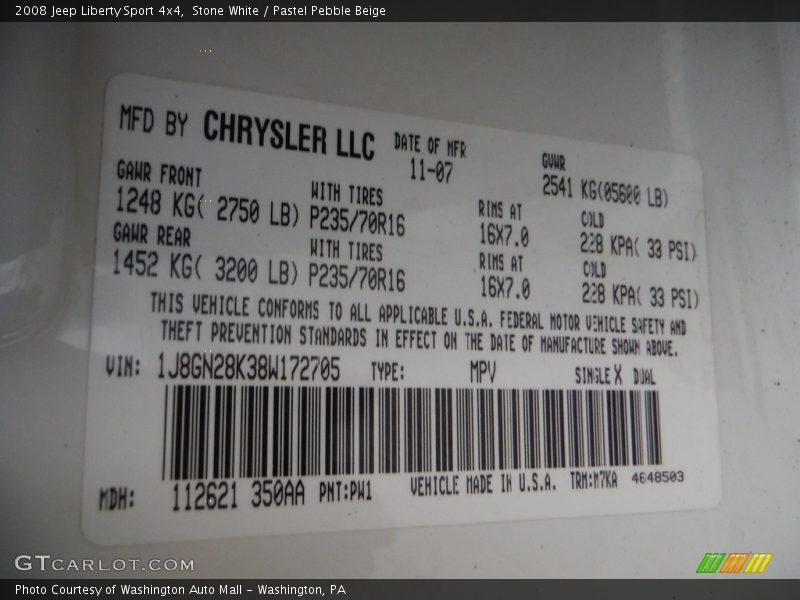 2008 Jeep Liberty Sport 4x4,  Stone White / Pastel Pebble Beige
MFD BY CHRYSLER LLC DATE OF MFR GVWR
11-07 2541 KG(05600 LB)
GAWR FRONT WITH TIRES RIMS AT COLD
1248 KG( 2750 LB) P235/70R16 16X7.0 228 KPA( 33 PSI)
GAWR REAR WITH TIRES RIMS AT COLD
1452 KG( 3200 LB) P235/70R16 16X7.0 228 KPA( 33 PSI)
THIS VEHICLE CONFORMS TO ALL APPLICABLE U.S.A. FEDERAL MOTOR VEHICLE SAFETY AND
THEFT PREVENTION STANDARDS IN EFFECT ON THE DATE OF MANUFACTURE SHOWN ABOVE.
VIN: 1J8GN28K38W172705 TYPE: MPV SINGLE X DUAL
MDH: 112621 350AA PNT:PW1 VEHICLE MADE IN U.S.A. TRM:M7KA 4648503
GTCARLOT.COM
Photo Courtesy of Washington Auto Mall - Washington, PA